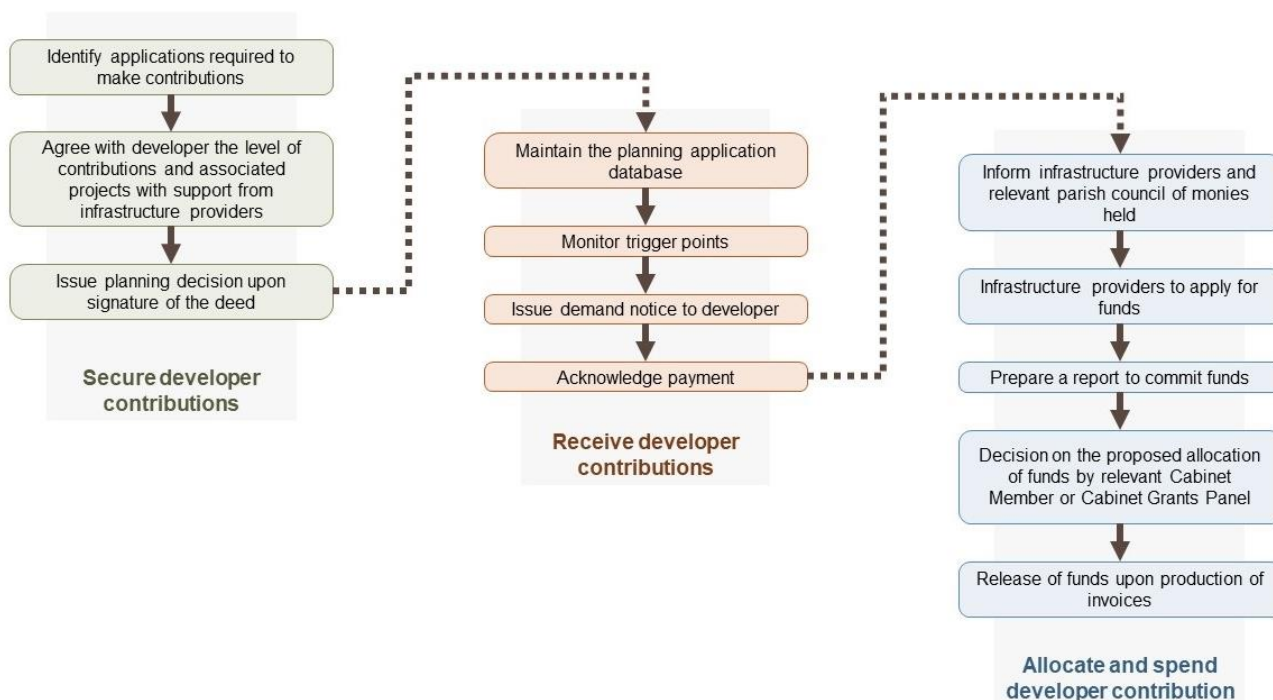 Identify applications required to
make contributions
Agree with developer the level of
contributions and associated
projects with support from
infrastructure providers
Issue planning decision upon
signature of the deed
Secure developer
contributions
Maintain the planning application
database
Monitor trigger points
Issue demand notice to developer
Acknowledge payment
Receive developer
contributions
Inform infrastructure providers and
relevant parish council of monies
held
Infrastructure providers to apply for
funds
Prepare a report to commit funds
Decision on the proposed allocation
of funds by relevant Cabinet
Member or Cabinet Grants Panel
Release of funds upon production of
invoices
Allocate and spend
developer contribution